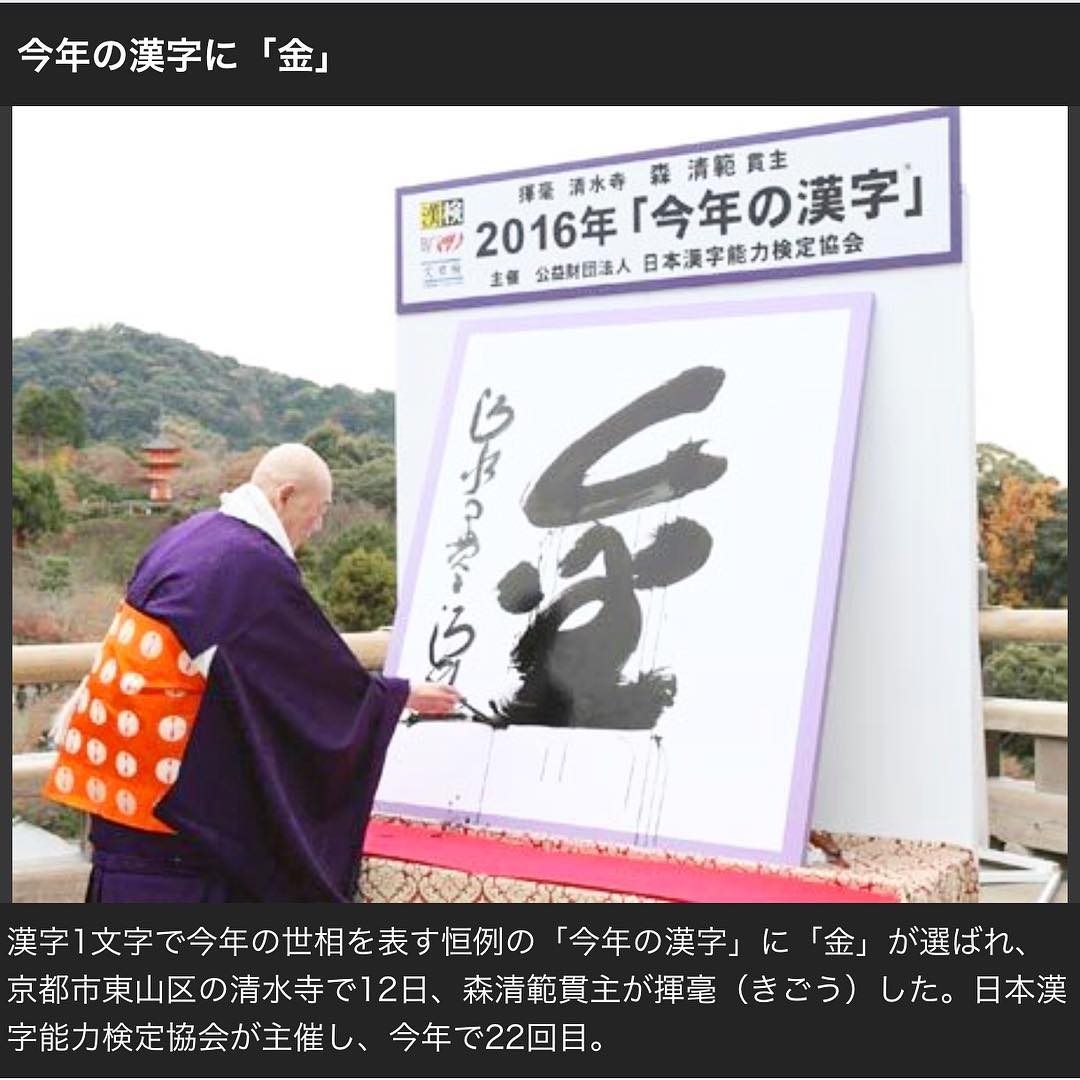 今年の漢字に「金」
揮毫 清水寺 森 清範 貫主
漢検
2016年「今年の漢字」
主催 公益財団法人 日本漢字能力検定協会
金
漢字1文字で今年の世相を表す恒例の「今年の漢字」に「金」が選ばれ、
京都市東山区の清水寺で12日、森清範貫主が揮毫（きごう）した。日本漢
字能力検定協会が主催し、今年で22回目。